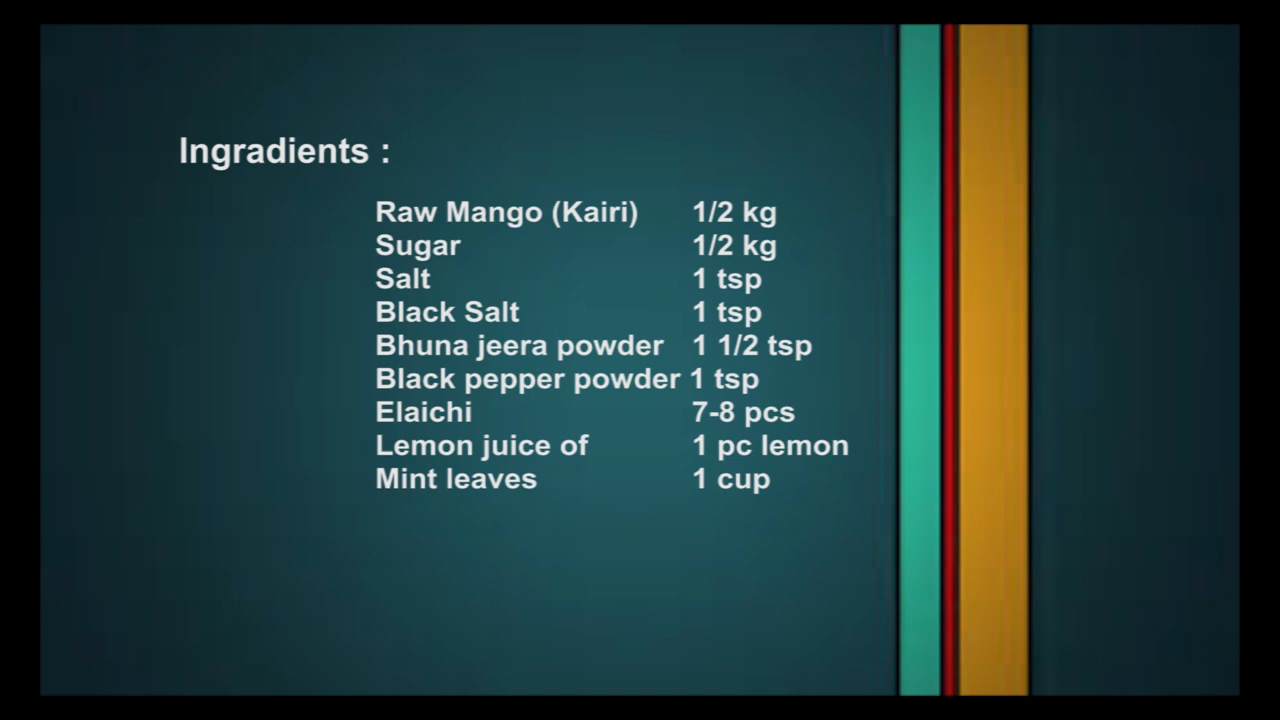 Ingradients :
Raw Mango (Kairi) 1/2 kg
Sugar 1/2 kg
Salt 1 tsp
Black Salt 1 tsp
Bhuna jeera powder 1 1/2 tsp
Black pepper powder 1 tsp
Elaichi 7-8 pcs
Lemon juice of 1 pc lemon
Mint leaves 1 cup